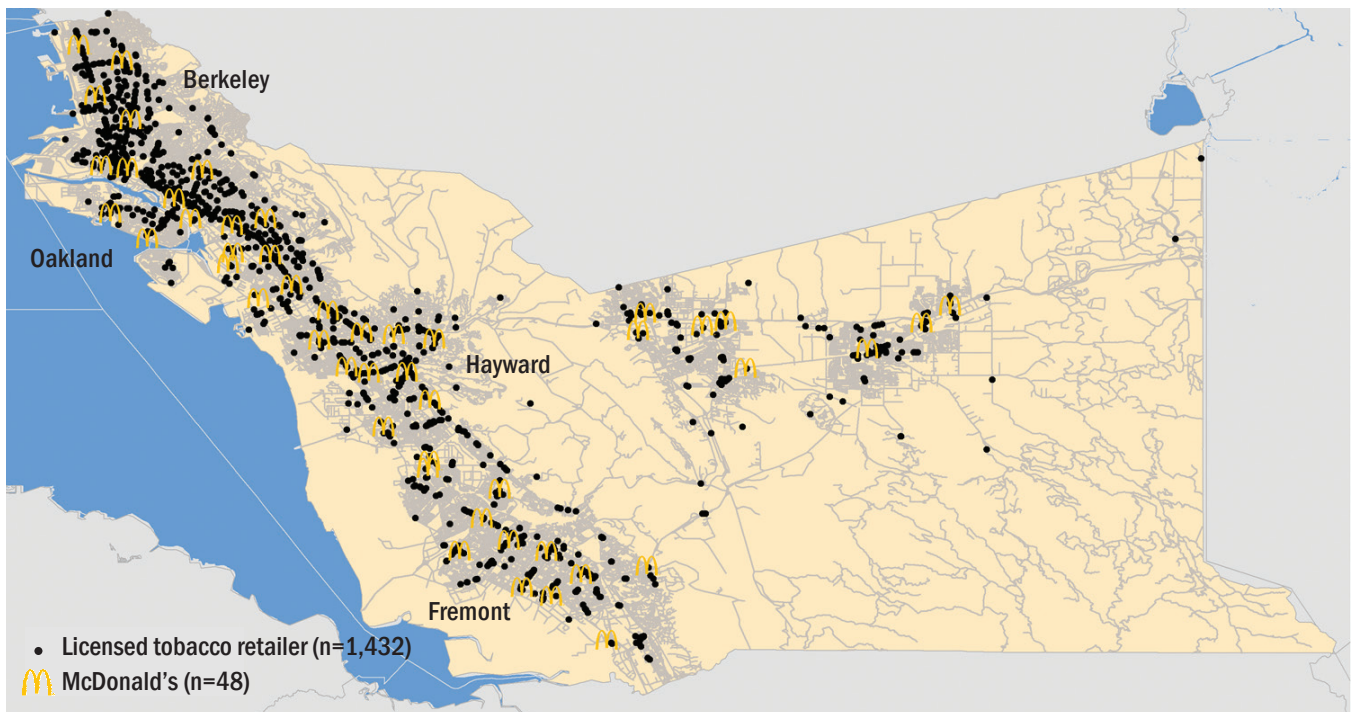 Berkeley
Oakland
Hayward
Fremont
Licensed tobacco retailer (n=1,432)
McDonald's (n=48)